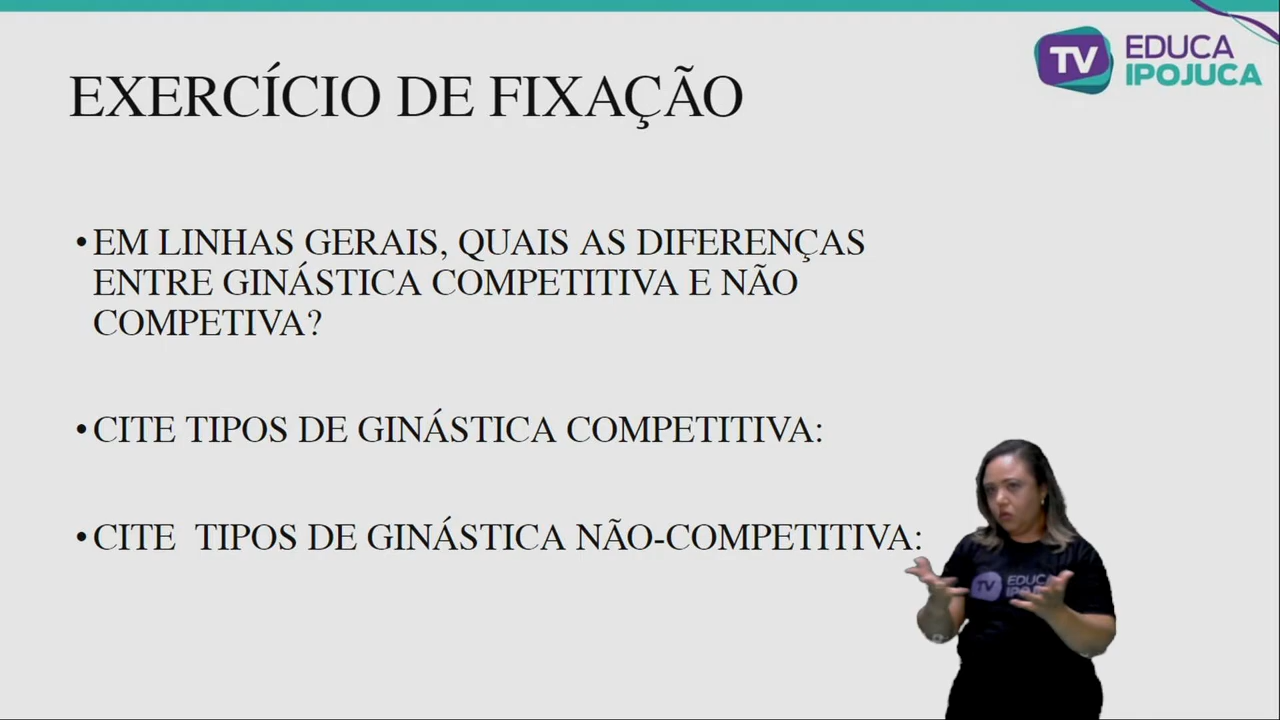 TV EDUCA
IPOJUCA
EXERCÍCIO DE FIXAÇÃO
•EM LINHAS GERAIS, QUAIS AS DIFERENÇAS
ENTRE GINÁSTICA COMPETITIVA E NÃO
COMPETIVA?
•CITE TIPOS DE GINÁSTICA COMPETITIVA:
•CITE TIPOS DE GINÁSTICA NÃO-COMPETITIVA:
TV